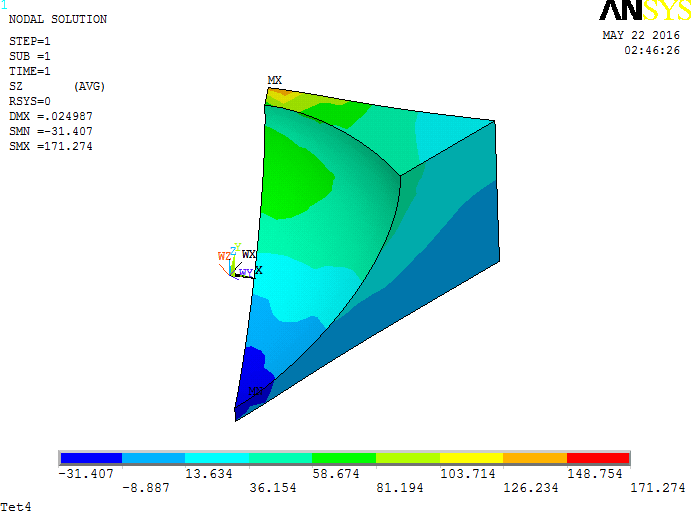 1
ANSYS
NODAL SOLUTION
MAY 22 2016
02:46:26
STEP=1
SUB =1
TIME=1
SZ (AVG)
RSYS=0
DMX =.024987
SMN =-31.407
SMX =171.274
MX
WZ Z Y WX
WY X
-31.407 13.634 58.674 103.714 148.754
-8.887 36.154 81.194 126.234 171.274
Tet4